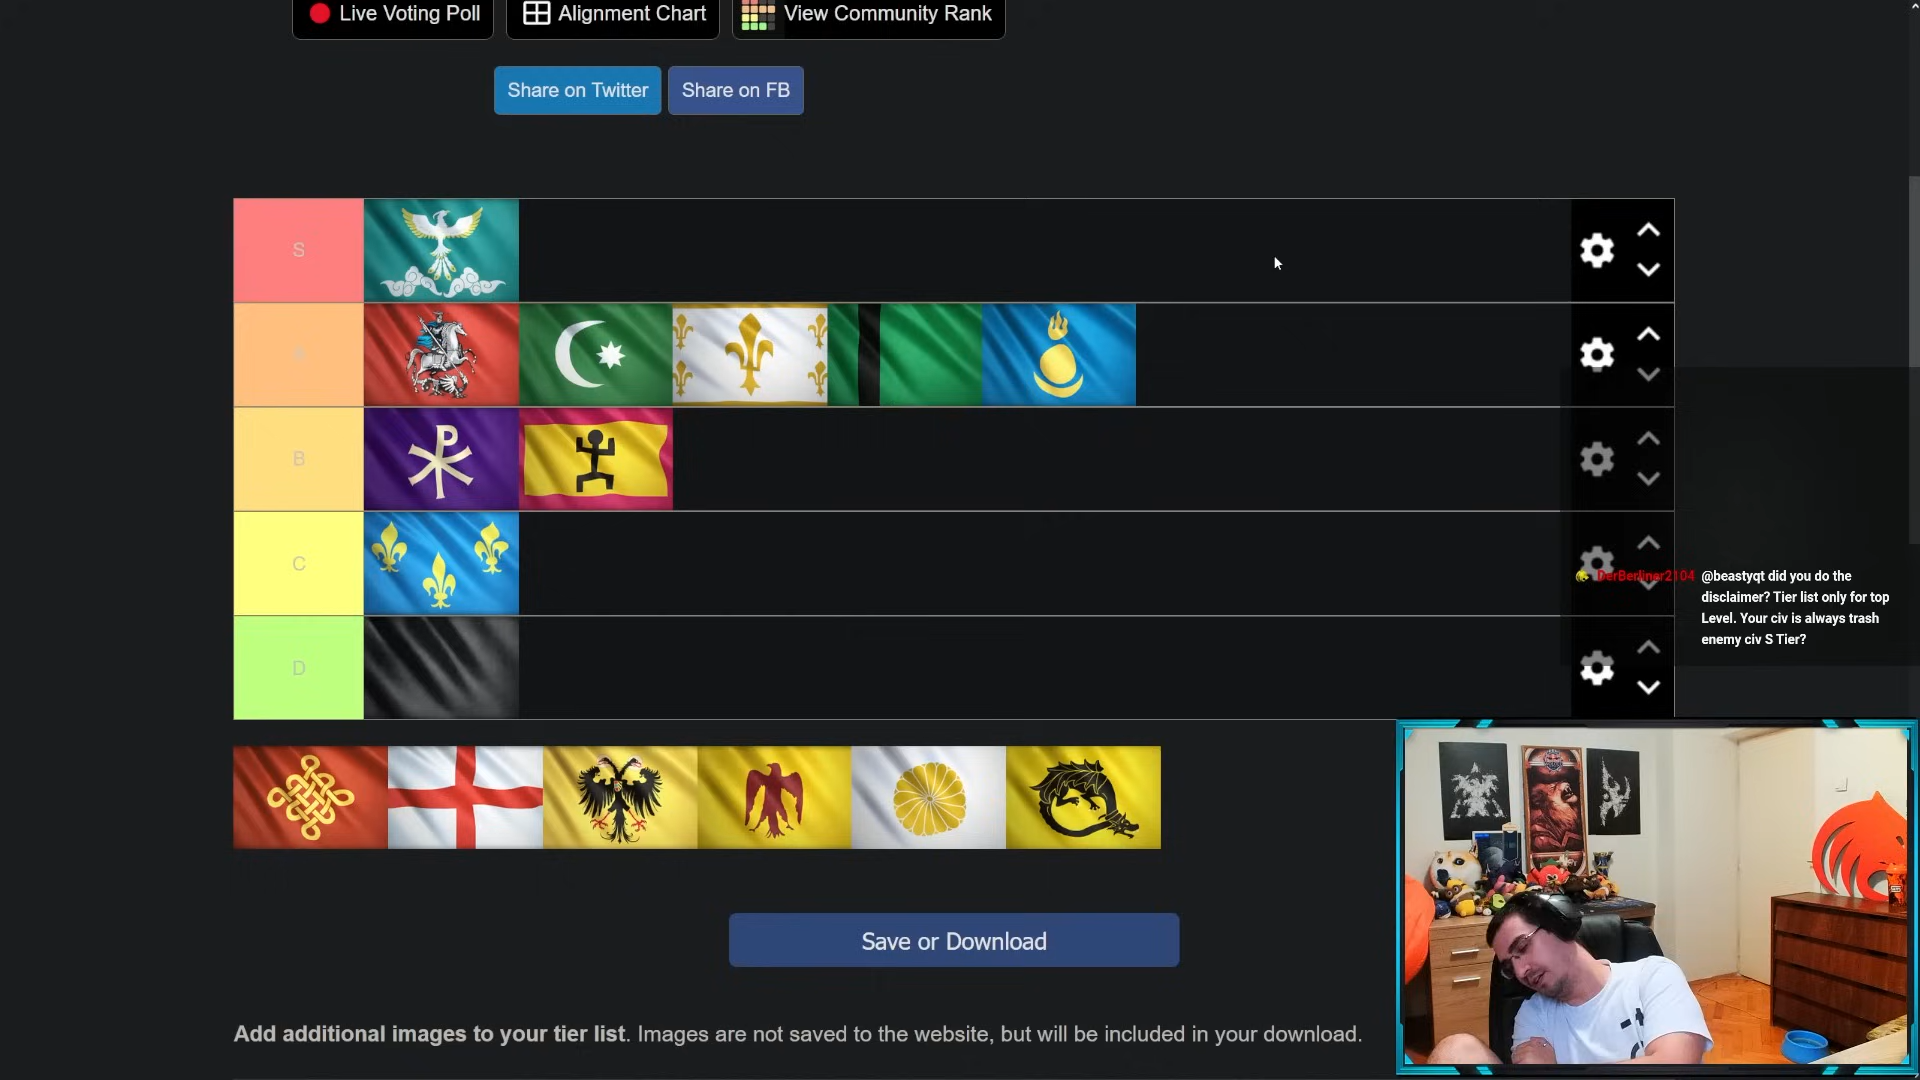 Live Voting Poll
Alignment Chart
View Community Rank
Share on Twitter
Share on FB
S
A
B
C
D
DerBerliner2104 @beastyqt did you do the
disclaimer? Tier list only for top
Level. Your civ is always trash
enemy civ S Tier?
Save or Download
Add additional images to your tier list. Images are not saved to the website, but will be included in your download.